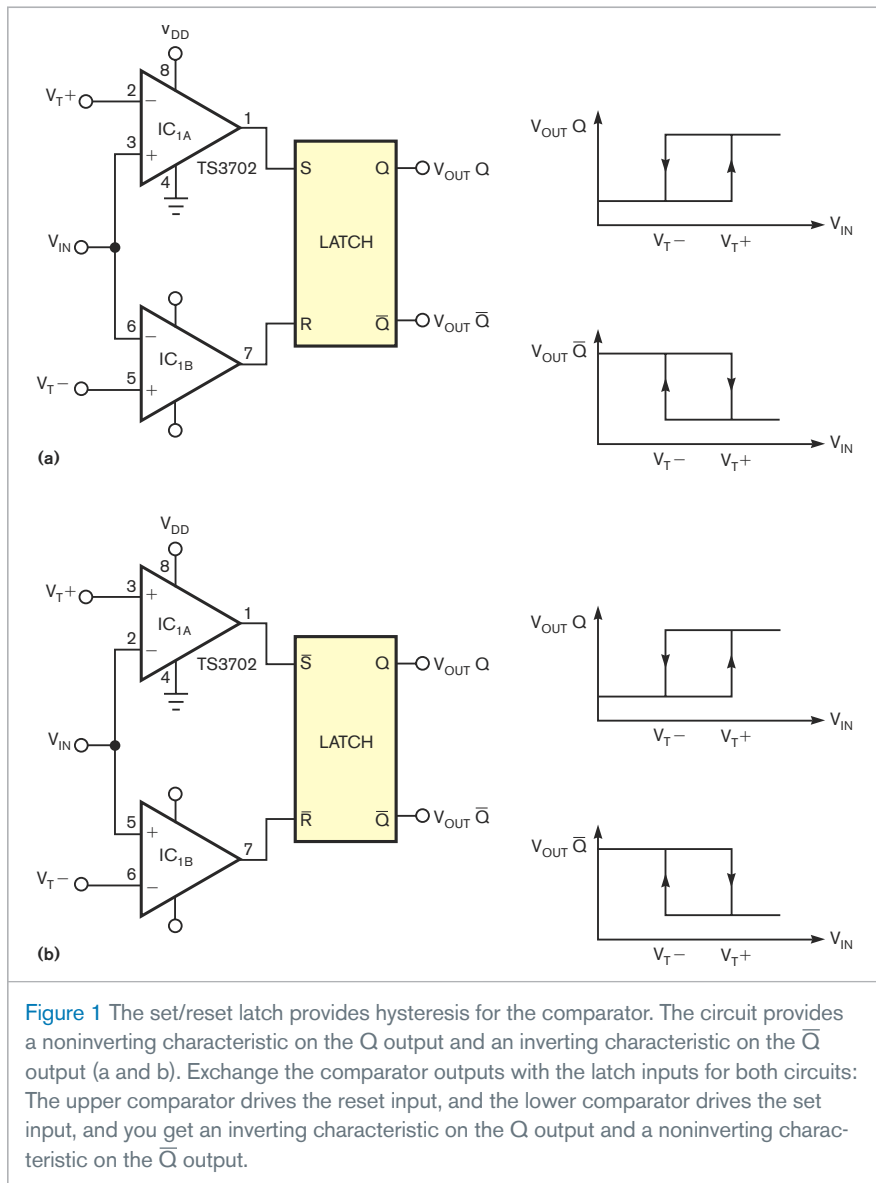 VDD
8
VT+
2
−
IC1A
1
3
+
TS3702
4
S
Q
VOUT Q
VIN
LATCH
6
−
IC1B
7
R
Q̅
VOUT Q̅
VT−
5
+
(a)
VOUT Q
VT−
VT+
VIN
VOUT Q̅
VT−
VT+
VIN
VDD
8
VT+
3
+
IC1A
1
2
−
TS3702
4
S̅
Q
VOUT Q
VIN
LATCH
5
+
IC1B
7
R̅
Q̅
VOUT Q̅
VT−
6
−
(b)
VOUT Q
VT−
VT+
VIN
VOUT Q̅
VT−
VT+
VIN
Figure 1 The set/reset latch provides hysteresis for the comparator. The circuit provides
a noninverting characteristic on the Q output and an inverting characteristic on the Q̅
output (a and b). Exchange the comparator outputs with the latch inputs for both circuits:
The upper comparator drives the reset input, and the lower comparator drives the set
input, and you get an inverting characteristic on the Q output and a noninverting charac-
teristic on the Q̅ output.